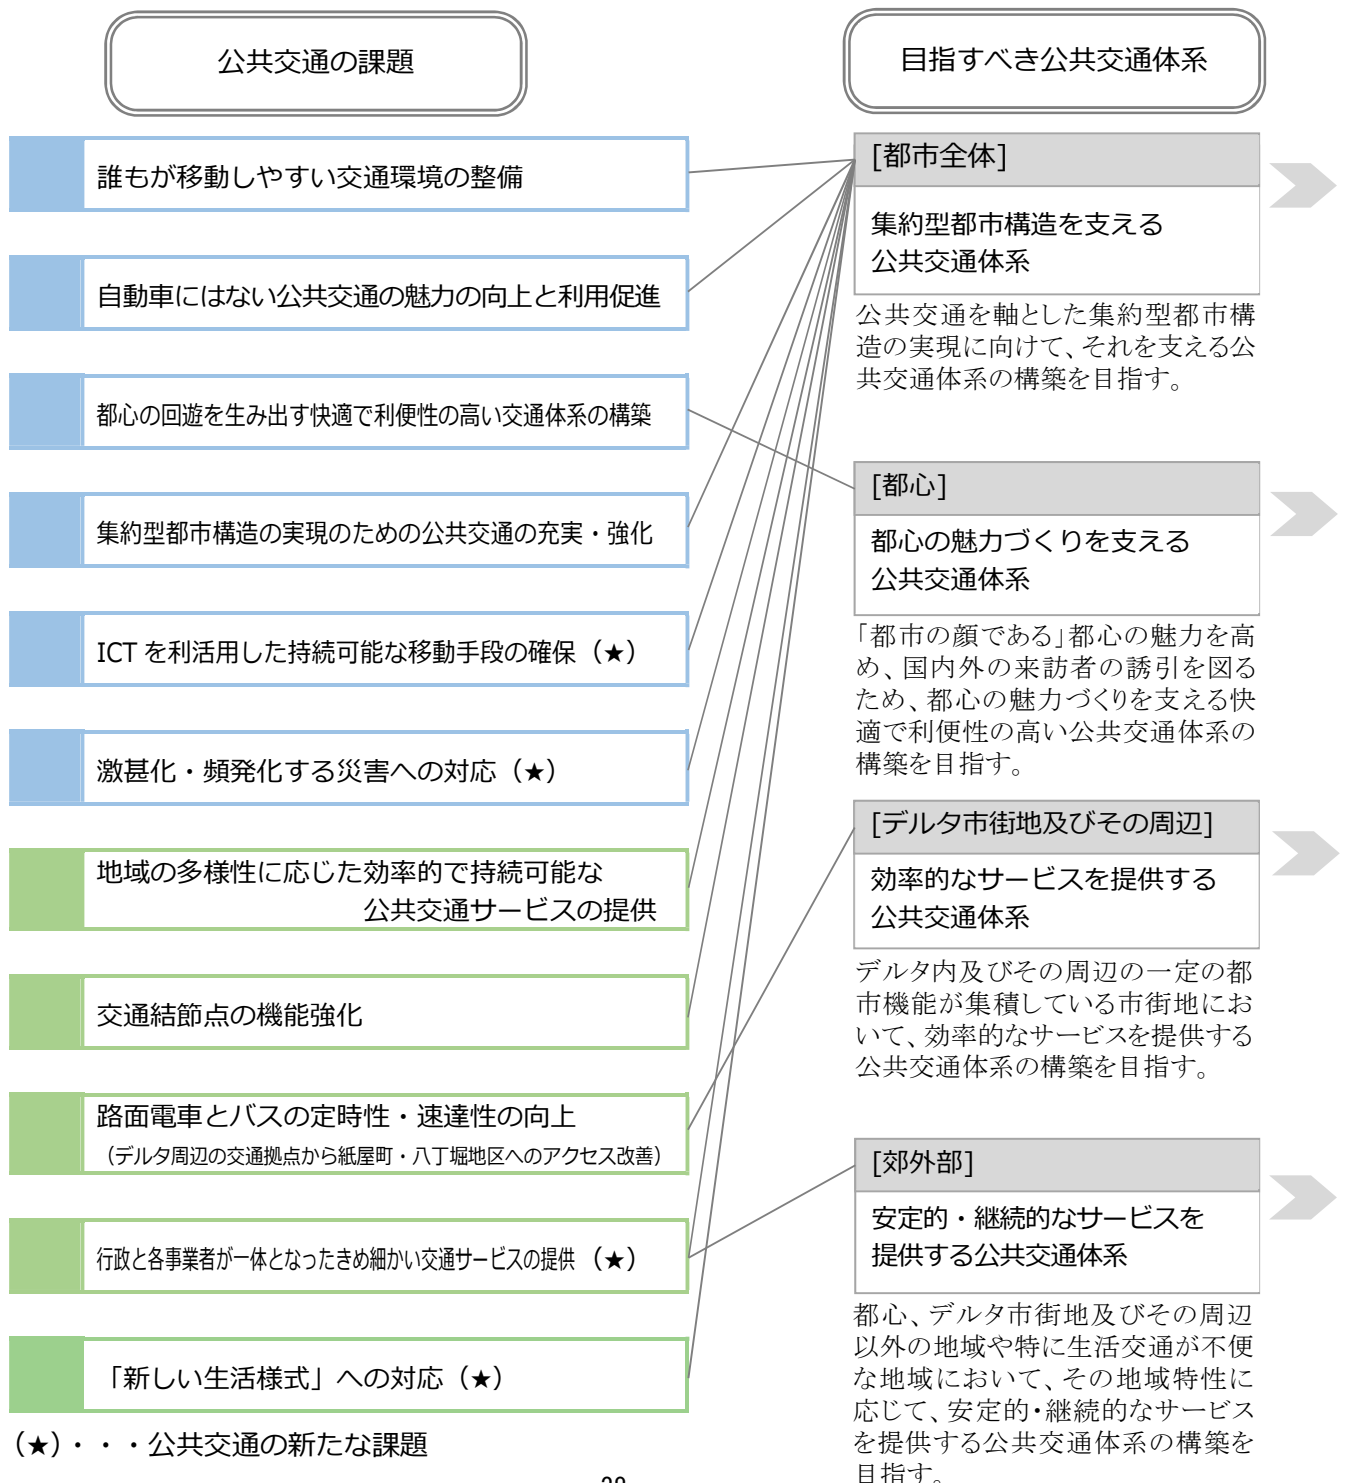 公共交通の課題
誰もが移動しやすい交通環境の整備
自動車にはない公共交通の魅力の向上と利用促進
都心の回遊を生み出す快適で利便性の高い交通体系の構築
集約型都市構造の実現のための公共交通の充実・強化
ICT を利活用した持続可能な移動手段の確保（★）
激甚化・頻発化する災害への対応（★）
地域の多様性に応じた効率的で持続可能な
公共交通サービスの提供
交通結節点の機能強化
路面電車とバスの定時性・速達性の向上
（デルタ周辺の交通拠点から紙屋町・八丁堀地区へのアクセス改善）
行政と各事業者が一体となったきめ細かい交通サービスの提供（★）
「新しい生活様式」への対応（★）
（★）・・・公共交通の新たな課題
目指すべき公共交通体系
[都市全体]
集約型都市構造を支える
公共交通体系
公共交通を軸とした集約型都市構
造の実現に向けて、それを支える公
共交通体系の構築を目指す。
[都心]
都心の魅力づくりを支える
公共交通体系
「都市の顔である」都心の魅力を高
め、国内外の来訪者の誘引を図る
ため、都心の魅力づくりを支える快
適で利便性の高い公共交通体系の
構築を目指す。
[デルタ市街地及びその周辺]
効率的なサービスを提供する
公共交通体系
デルタ内及びその周辺の一定の都
市機能が集積している市街地にお
いて、効率的なサービスを提供する
公共交通体系の構築を目指す。
[郊外部]
安定的・継続的なサービスを
提供する公共交通体系
都心、デルタ市街地及びその周辺
以外の地域や特に生活交通が不便
な地域において、その地域特性に
応じて、安定的・継続的なサービス
を提供する公共交通体系の構築を
目指す。